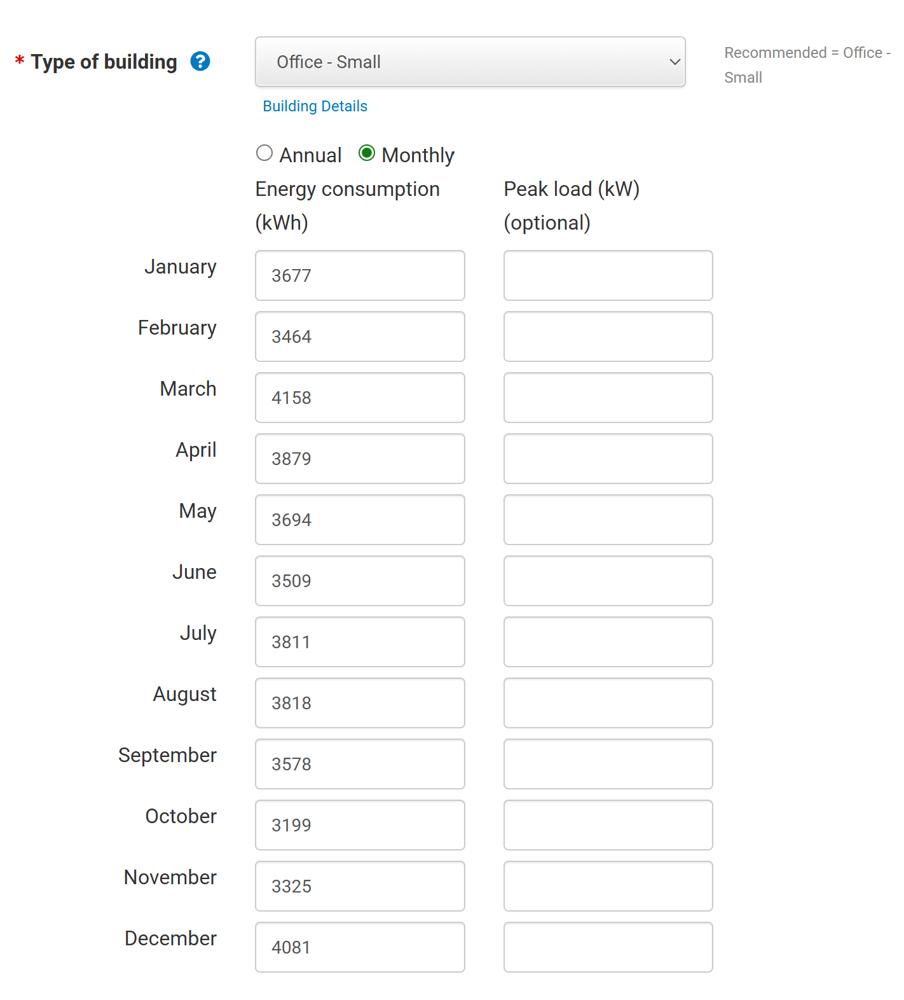 * Type of building ?
Office - Small
Recommended = Office -
Small
Building Details
Annual Monthly
Energy consumption
(kWh)
Peak load (kW)
(optional)
January 3677
February 3464
March 4158
April 3879
May 3694
June 3509
July 3811
August 3818
September 3578
October 3199
November 3325
December 4081